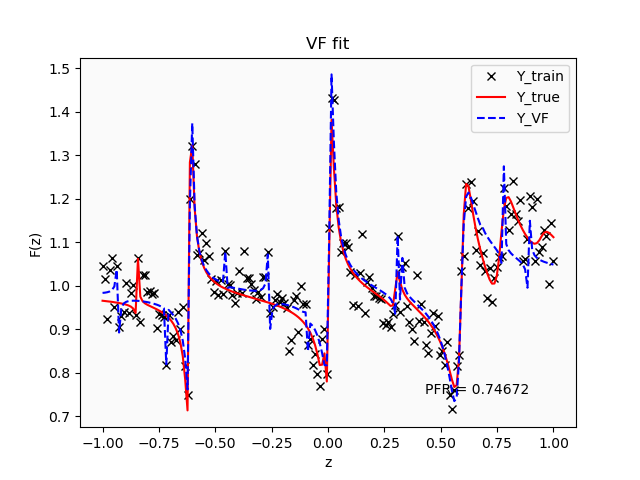 VF fit
1.5
1.4
1.3
1.2
1.1
1.0
0.9
0.8
0.7
F(z)
Y_train
Y_true
Y_VF
PFR = 0.74672
−1.00 −0.75 −0.50 −0.25 0.00 0.25 0.50 0.75 1.00
z